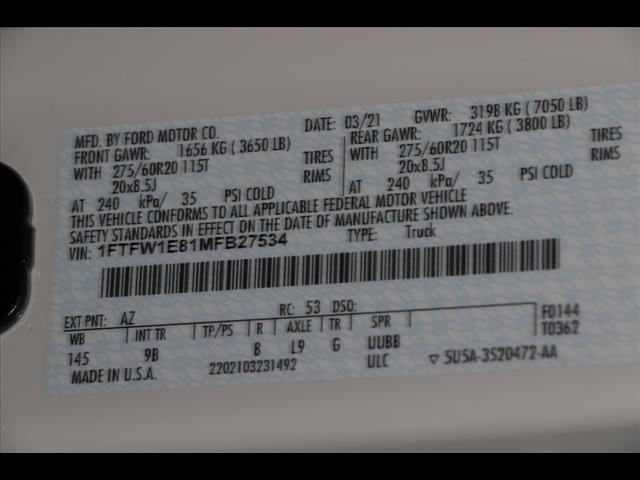 MFD. BY FORD MOTOR CO. DATE: 03/21 GVWR: 3198 KG ( 7050 LB)
FRONT GAWR: 1656 KG ( 3650 LB) REAR GAWR: 1724 KG ( 3800 LB)
WITH 275/60R20 115T TIRES WITH 275/60R20 115T TIRES
20x8.5J RIMS 20x8.5J RIMS
AT 240 kPa/ 35 PSI COLD AT 240 kPa/ 35 PSI COLD
THIS VEHICLE CONFORMS TO ALL APPLICABLE FEDERAL MOTOR VEHICLE
SAFETY STANDARDS IN EFFECT ON THE DATE OF MANUFACTURE SHOWN ABOVE.
VIN: 1FTFW1E81MFB27534 TYPE: Truck
EXT PNT: AZ RC: 53 DSO: F0144
WB INT TR TP/PS R AXLE TR SPR T0362
145 9B 8 L9 G UUBB
MADE IN U.S.A. 2202103231492 ULC ▽ 5U5A-3520472-AA